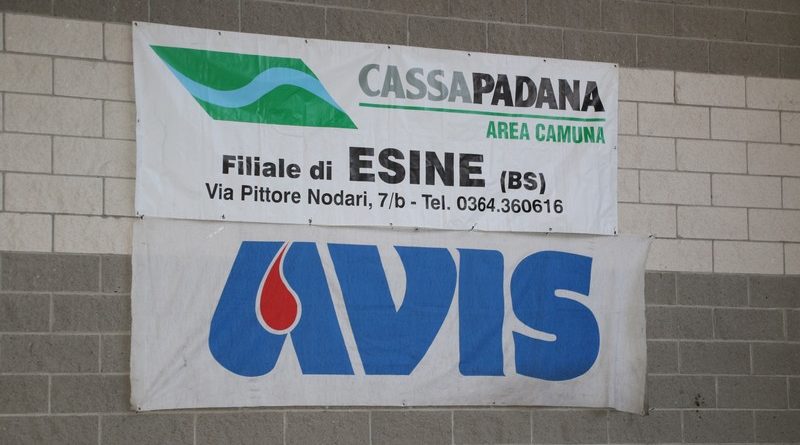 CASSAPADANA
AREA CAMUNA
Filiale di ESINE (BS)
Via Pittore Nodari, 7/b - Tel. 0364.360616
AVIS